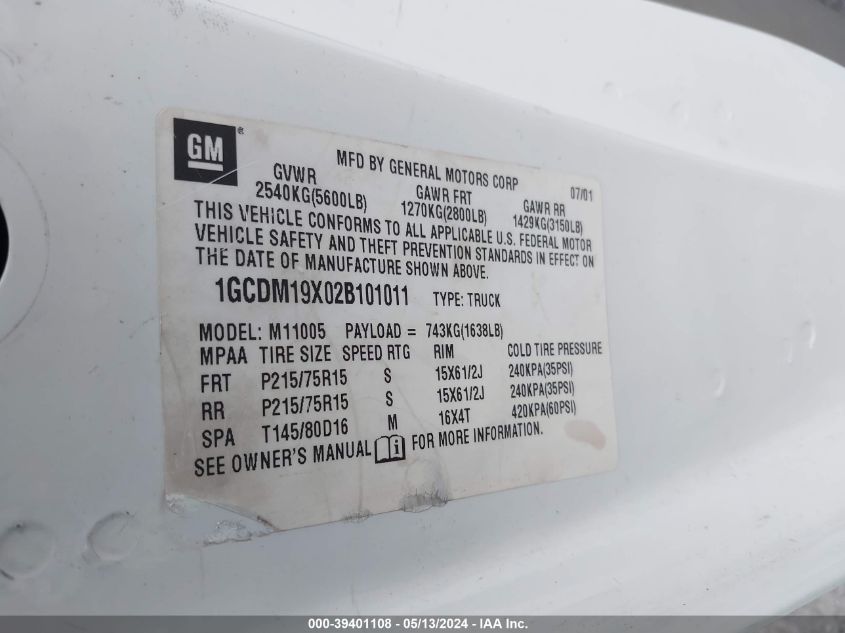 GM®
MFD BY GENERAL MOTORS CORP 07/01
GVWR GAWR FRT GAWR RR
2540KG(5600LB) 1270KG(2800LB) 1429KG(3150LB)
THIS VEHICLE CONFORMS TO ALL APPLICABLE U.S. FEDERAL MOTOR
VEHICLE SAFETY AND THEFT PREVENTION STANDARDS IN EFFECT ON
THE DATE OF MANUFACTURE SHOWN ABOVE.
1GCDM19X02B101011 TYPE: TRUCK
MODEL: M11005 PAYLOAD = 743KG(1638LB)
MPAA TIRE SIZE SPEED RTG RIM COLD TIRE PRESSURE
FRT P215/75R15 S 15X61/2J 240KPA(35PSI)
RR P215/75R15 S 15X61/2J 240KPA(35PSI)
SPA T145/80D16 M 16X4T 420KPA(60PSI)
SEE OWNER'S MANUAL i FOR MORE INFORMATION.
000-39401108 - 05/13/2024 - IAA Inc.